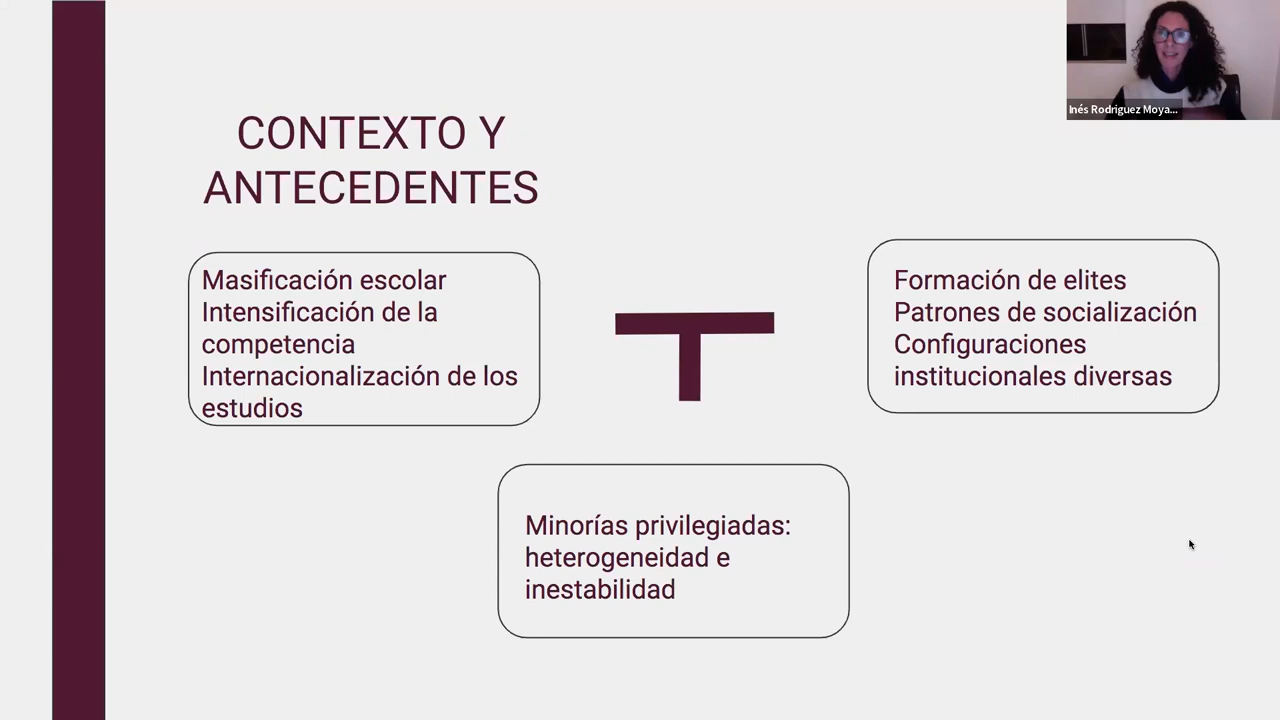 Inés Rodriguez Moya...
CONTEXTO Y
ANTECEDENTES
Masificación escolar
Intensificación de la
competencia
Internacionalización de los
estudios
Formación de elites
Patrones de socialización
Configuraciones
institucionales diversas
Minorías privilegiadas:
heterogeneidad e
inestabilidad